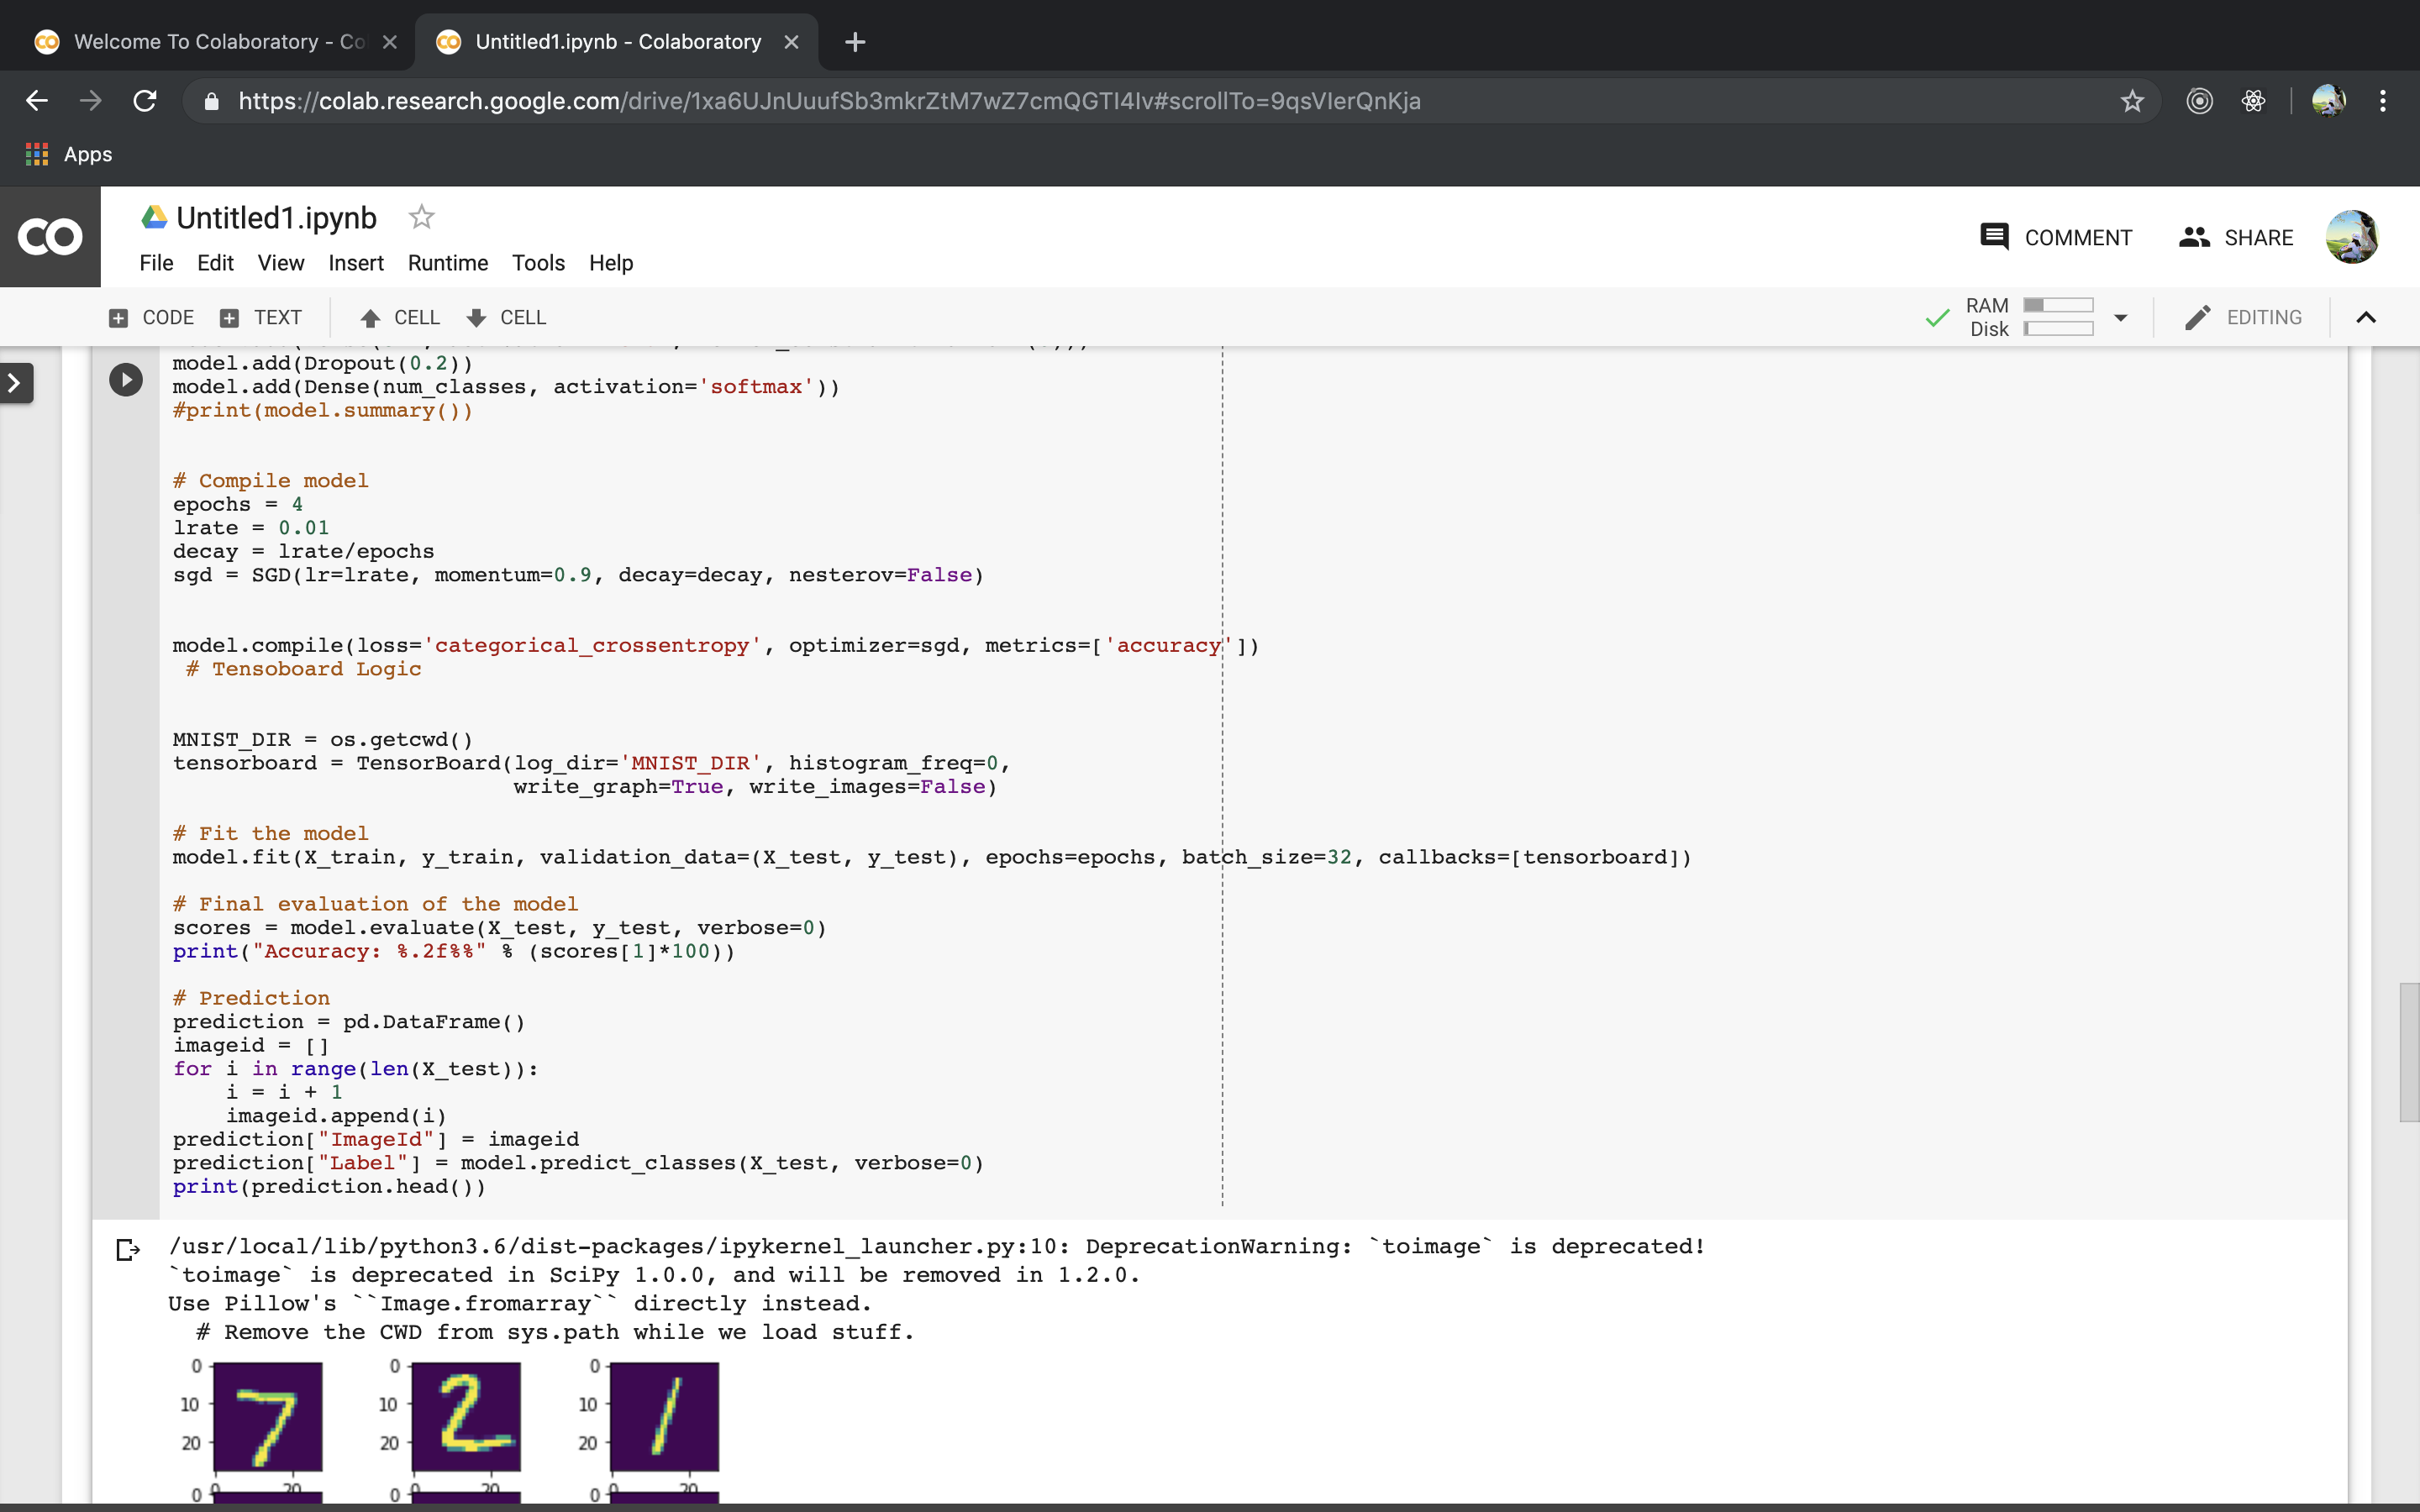 Welcome To Colaboratory - Co
Untitled1.ipynb - Colaboratory
https://colab.research.google.com/drive/1xa6UJnUuufSb3mkrZtM7wZ7cmQGTI4Iv#scrollTo=9qsVIerQnKja
Apps
CO
Untitled1.ipynb
COMMENT SHARE
File Edit View Insert Runtime Tools Help
CODE TEXT CELL CELL
RAM
Disk
EDITING
model.add(Dropout(0.2))
model.add(Dense(num_classes, activation='softmax'))
#print(model.summary())
# Compile model
epochs = 4
lrate = 0.01
decay = lrate/epochs
sgd = SGD(lr=lrate, momentum=0.9, decay=decay, nesterov=False)
model.compile(loss='categorical_crossentropy', optimizer=sgd, metrics=['accuracy'])
# Tensoboard Logic
MNIST_DIR = os.getcwd()
tensorboard = TensorBoard(log_dir='MNIST_DIR', histogram_freq=0,
write_graph=True, write_images=False)
# Fit the model
model.fit(X_train, y_train, validation_data=(X_test, y_test), epochs=epochs, batch_size=32, callbacks=[tensorboard])
# Final evaluation of the model
scores = model.evaluate(X_test, y_test, verbose=0)
print("Accuracy: %.2f%%" % (scores[1]*100))
# Prediction
prediction = pd.DataFrame()
imageid = []
for i in range(len(X_test)):
i = i + 1
imageid.append(i)
prediction["ImageId"] = imageid
prediction["Label"] = model.predict_classes(X_test, verbose=0)
print(prediction.head())
/usr/local/lib/python3.6/dist-packages/ipykernel_launcher.py:10: DeprecationWarning: `toimage` is deprecated!
`toimage` is deprecated in SciPy 1.0.0, and will be removed in 1.2.0.
Use Pillow's ``Image.fromarray`` directly instead.
# Remove the CWD from sys.path while we load stuff.
0 0 0
10 10 10
20 20 20
7 2 1
0 20 0 20 0 20
0 0 0